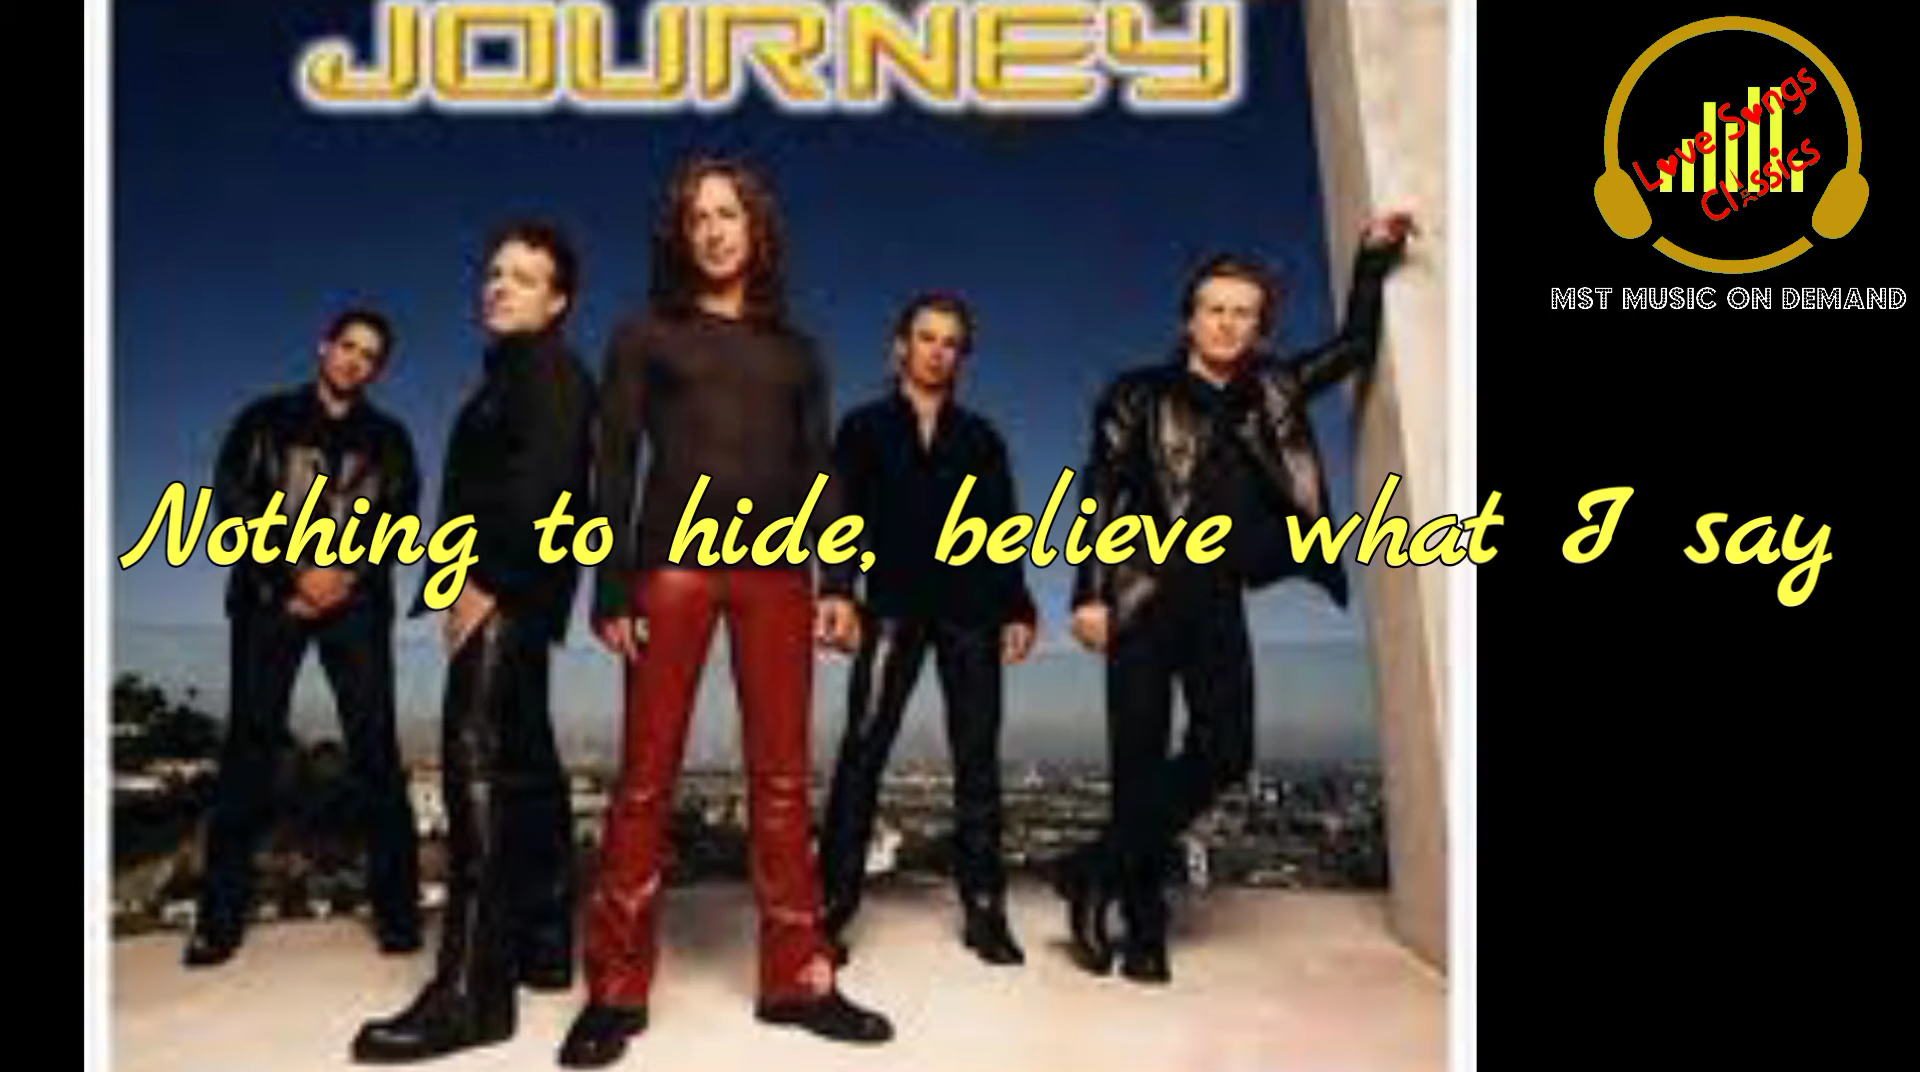 JOURNEY
Love Songs
Classics
MST MUSIC ON DEMAND
Nothing to hide, believe what I say